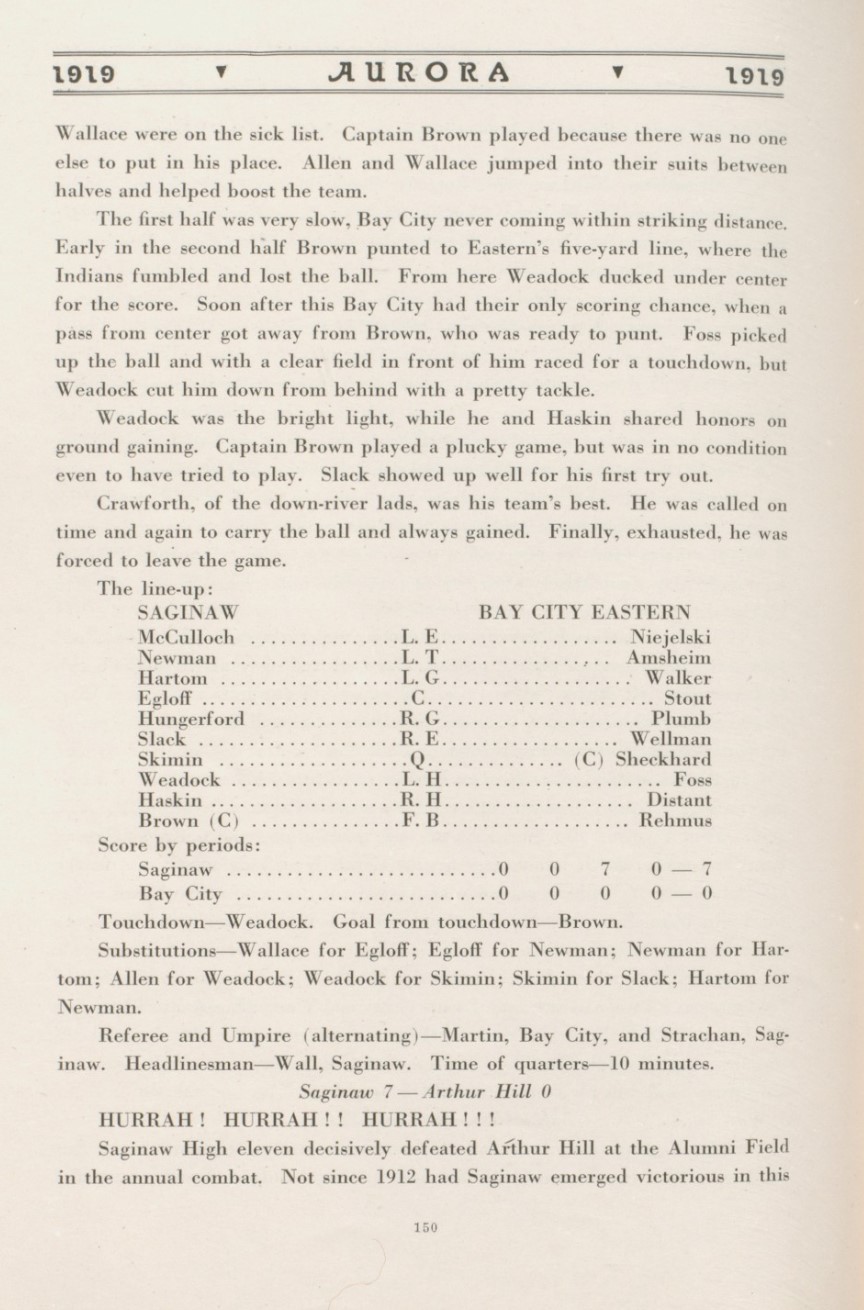 1919 ▼ AURORA ▼ 1919
Wallace were on the sick list. Captain Brown played because there was no one
else to put in his place. Allen and Wallace jumped into their suits between
halves and helped boost the team.
The first half was very slow, Bay City never coming within striking distance.
Early in the second half Brown punted to Eastern's five-yard line, where the
Indians fumbled and lost the ball. From here Weadock ducked under center
for the score. Soon after this Bay City had their only scoring chance, when a
pass from center got away from Brown, who was ready to punt. Foss picked
up the ball and with a clear field in front of him raced for a touchdown, but
Weadock cut him down from behind with a pretty tackle.
Weadock was the bright light, while he and Haskin shared honors on
ground gaining. Captain Brown played a plucky game, but was in no condition
even to have tried to play. Slack showed up well for his first try out.
Crawforth, of the down-river lads, was his team's best. He was called on
time and again to carry the ball and always gained. Finally, exhausted, he was
forced to leave the game.
The line-up:
SAGINAW BAY CITY EASTERN
McCulloch ...............L. E.................. Niejelski
Newman .................L. T................. Amsheim
Hartom ..................L. G................... Walker
Egloff .....................C....................... Stout
Hungerford ..............R. G.................... Plumb
Slack ....................R. E.................. Wellman
Skimin ...................Q.............. (C) Sheckhard
Weadock .................L. H...................... Foss
Haskin ...................R. H................... Distant
Brown (C) ...............F. B................... Rehmus
Score by periods:
Saginaw ...........................0 0 7 0 — 7
Bay City ..........................0 0 0 0 — 0
Touchdown—Weadock. Goal from touchdown—Brown.
Substitutions—Wallace for Egloff; Egloff for Newman; Newman for Har-
tom; Allen for Weadock; Weadock for Skimin; Skimin for Slack; Hartom for
Newman.
Referee and Umpire (alternating)—Martin, Bay City, and Strachan, Sag-
inaw. Headlinesman—Wall, Saginaw. Time of quarters—10 minutes.
Saginaw 7 — Arthur Hill 0
HURRAH ! HURRAH ! ! HURRAH ! ! !
Saginaw High eleven decisively defeated Arthur Hill at the Alumni Field
in the annual combat. Not since 1912 had Saginaw emerged victorious in this
150